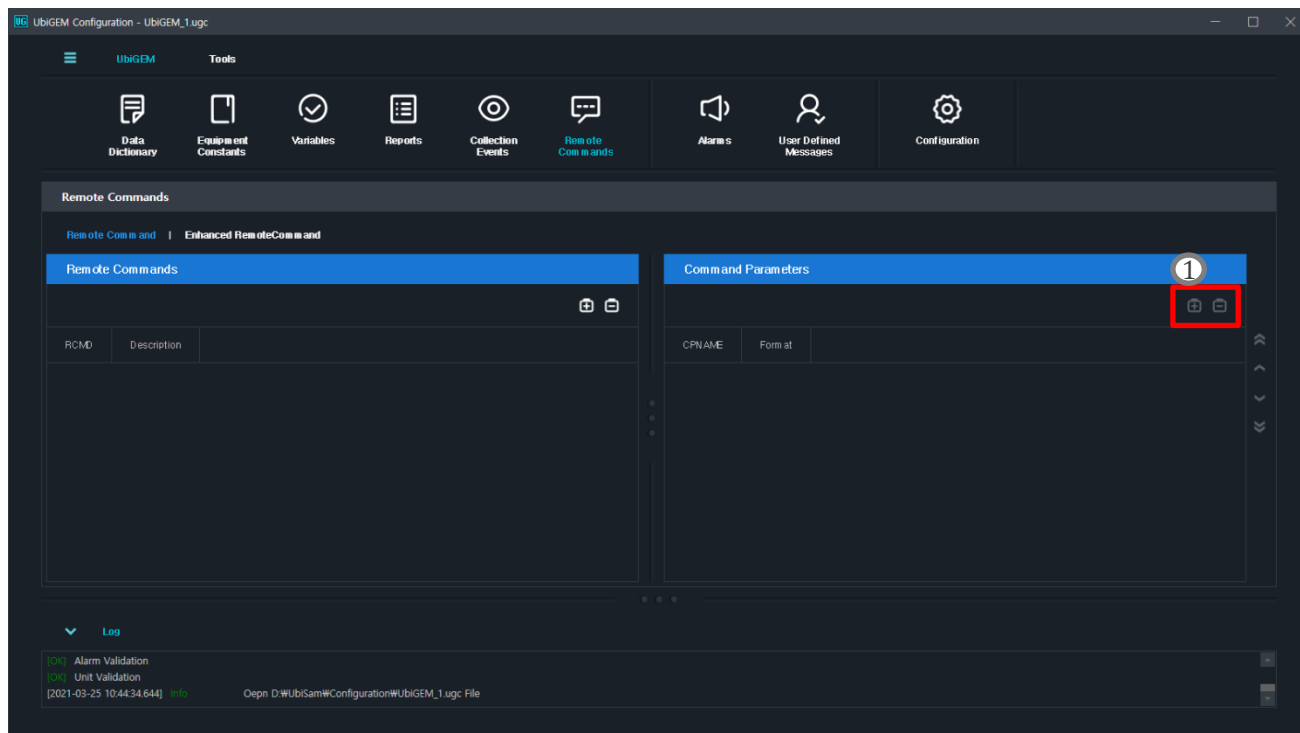 UG UbiGEM Configuration - UbiGEM_1.ugc
UbiGEM Tools
Data Dictionary
Equipment Constants
Variables
Reports
Collection Events
Remote Commands
Alarms
User Defined Messages
Configuration
Remote Commands
Remote Command | Enhanced RemoteCommand
Remote Commands
RCMD Description
Command Parameters
1
CPNAME Format
Log
[OK] Alarm Validation
[OK] Unit Validation
[2021-03-25 10:44:34.644] Info Oepn D:₩UbiSam₩Configuration₩UbiGEM_1.ugc File